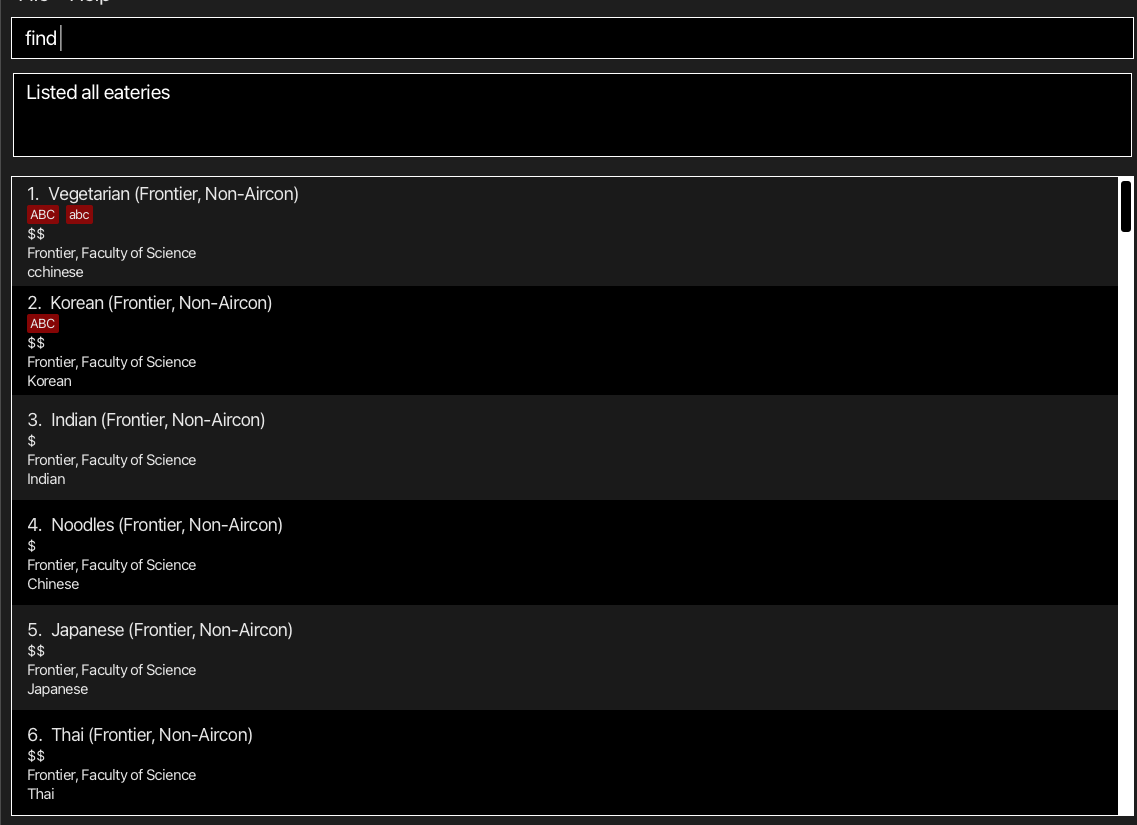 File Help
find
Listed all eateries
1. Vegetarian (Frontier, Non-Aircon)
ABC abc
$$
Frontier, Faculty of Science
cchinese
2. Korean (Frontier, Non-Aircon)
ABC
$$
Frontier, Faculty of Science
Korean
3. Indian (Frontier, Non-Aircon)
$
Frontier, Faculty of Science
Indian
4. Noodles (Frontier, Non-Aircon)
$
Frontier, Faculty of Science
Chinese
5. Japanese (Frontier, Non-Aircon)
$$
Frontier, Faculty of Science
Japanese
6. Thai (Frontier, Non-Aircon)
$$
Frontier, Faculty of Science
Thai